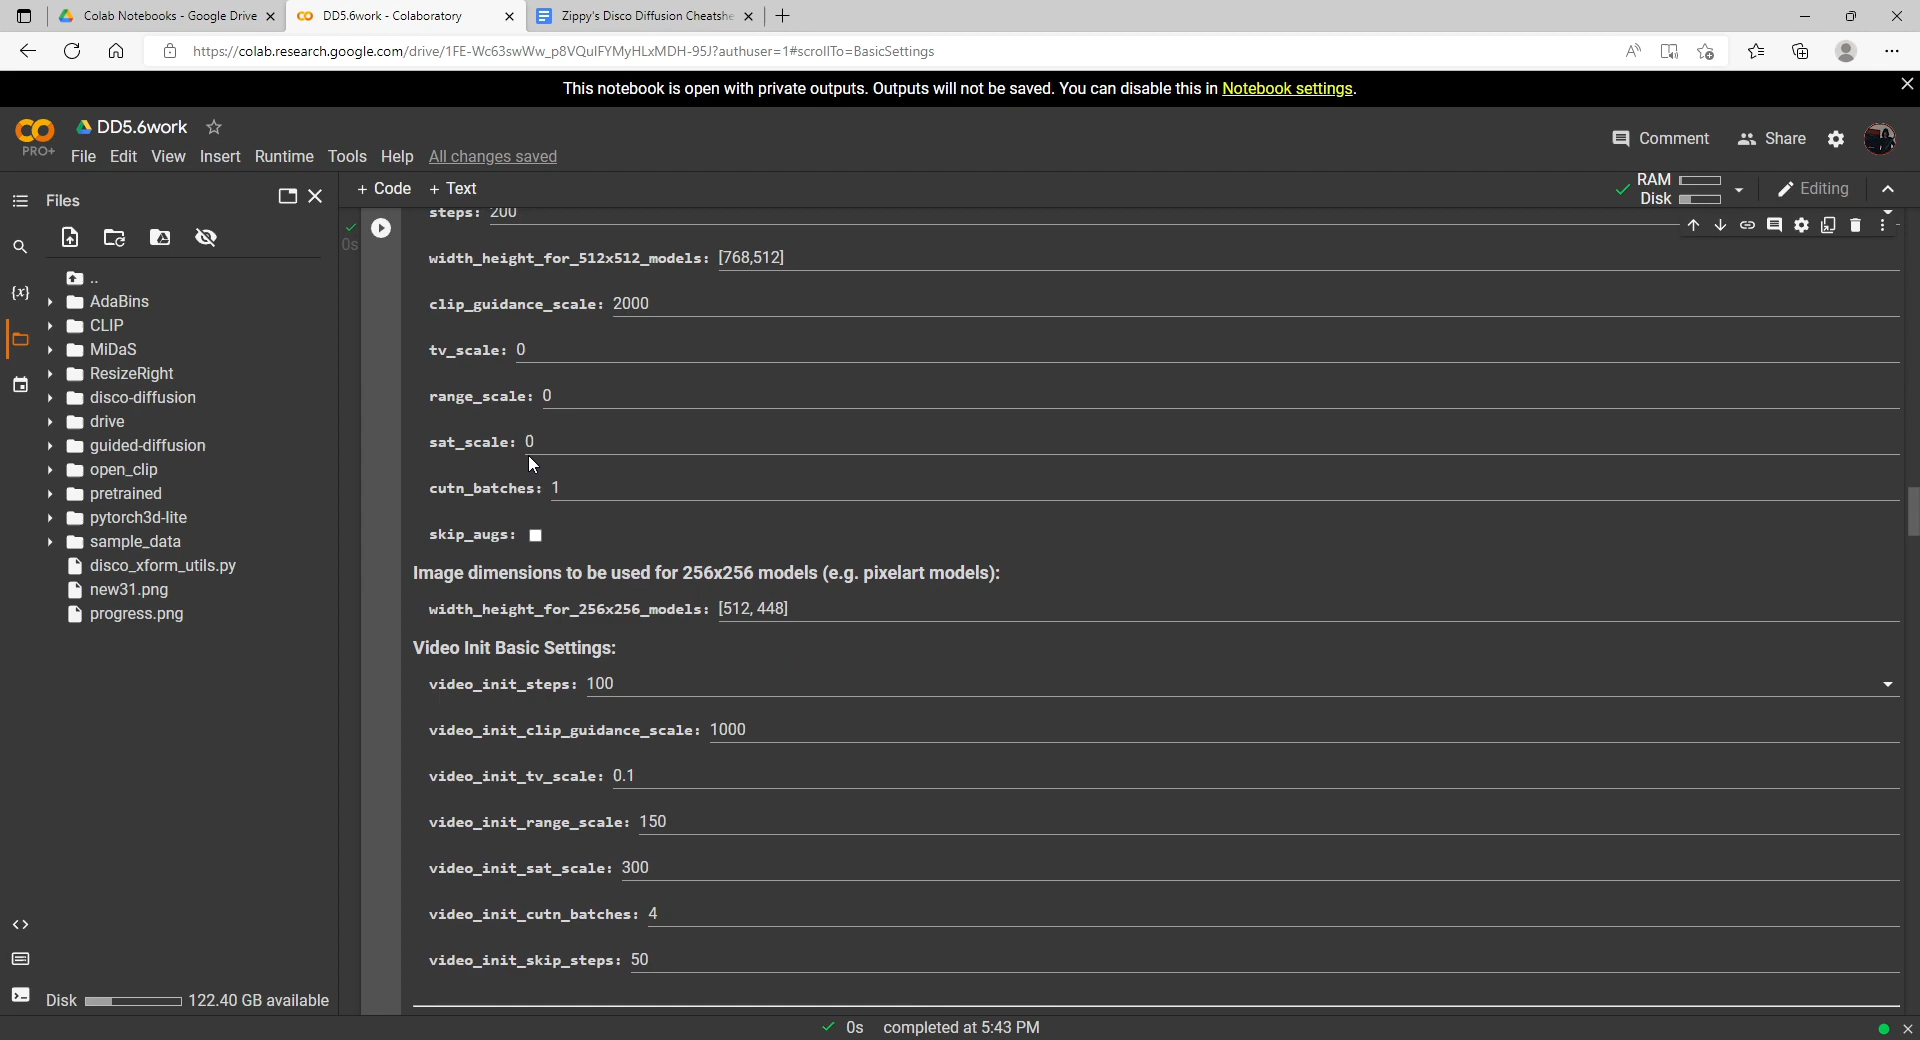 Colab Notebooks - Google Drive
DD5.6work - Colaboratory
Zippy's Disco Diffusion Cheatshe
https://colab.research.google.com/drive/1FE-Wc63swWw_p8VQuIFYMyHLxMDH-95J?authuser=1#scrollTo=BasicSettings
This notebook is open with private outputs. Outputs will not be saved. You can disable this in Notebook settings.
PRO+
DD5.6work
File Edit View Insert Runtime Tools Help All changes saved
Comment
Share
Files
+ Code + Text
RAM
Disk
Editing
{x}
..
AdaBins
CLIP
MiDaS
ResizeRight
disco-diffusion
drive
guided-diffusion
open_clip
pretrained
pytorch3d-lite
sample_data
disco_xform_utils.py
new31.png
progress.png
Disk 122.40 GB available
0s
steps: 200
width_height_for_512x512_models: [768,512]
clip_guidance_scale: 2000
tv_scale: 0
range_scale: 0
sat_scale: 0
cutn_batches: 1
skip_augs:
Image dimensions to be used for 256x256 models (e.g. pixelart models):
width_height_for_256x256_models: [512, 448]
Video Init Basic Settings:
video_init_steps: 100
video_init_clip_guidance_scale: 1000
video_init_tv_scale: 0.1
video_init_range_scale: 150
video_init_sat_scale: 300
video_init_cutn_batches: 4
video_init_skip_steps: 50
0s completed at 5:43 PM